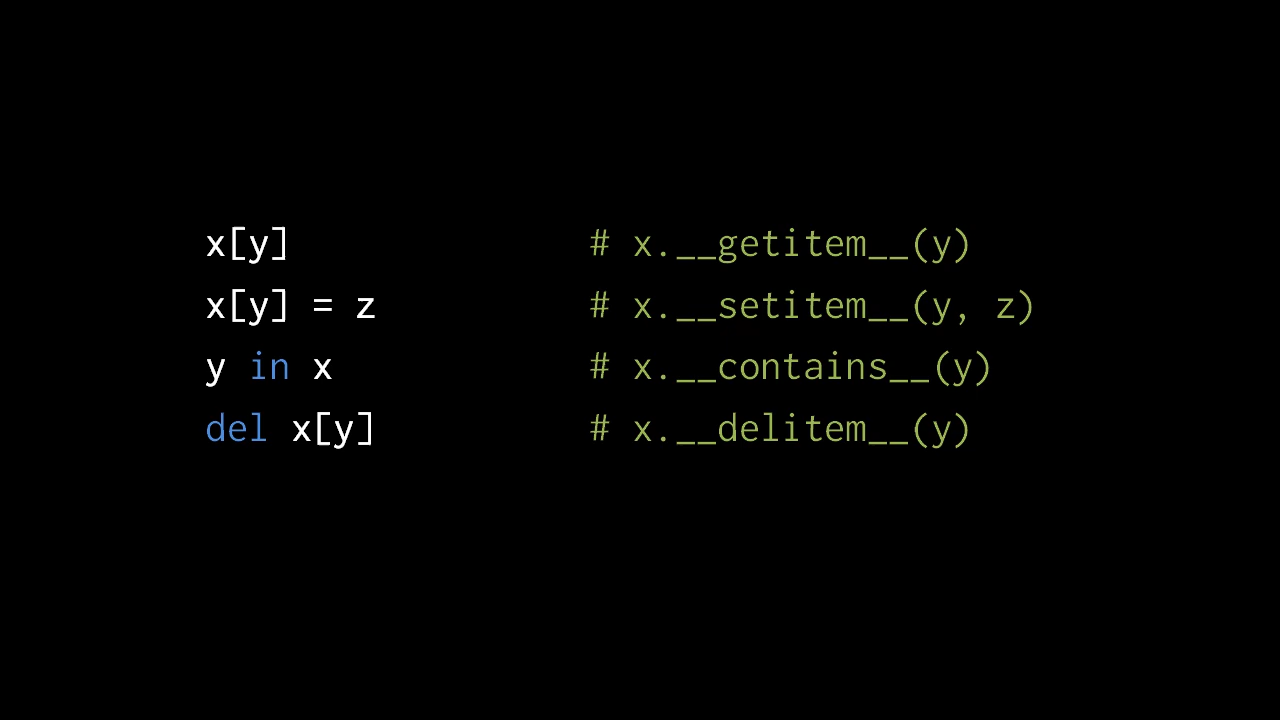 x[y] # x.__getitem__(y)
x[y] = z # x.__setitem__(y, z)
y in x # x.__contains__(y)
del x[y] # x.__delitem__(y)